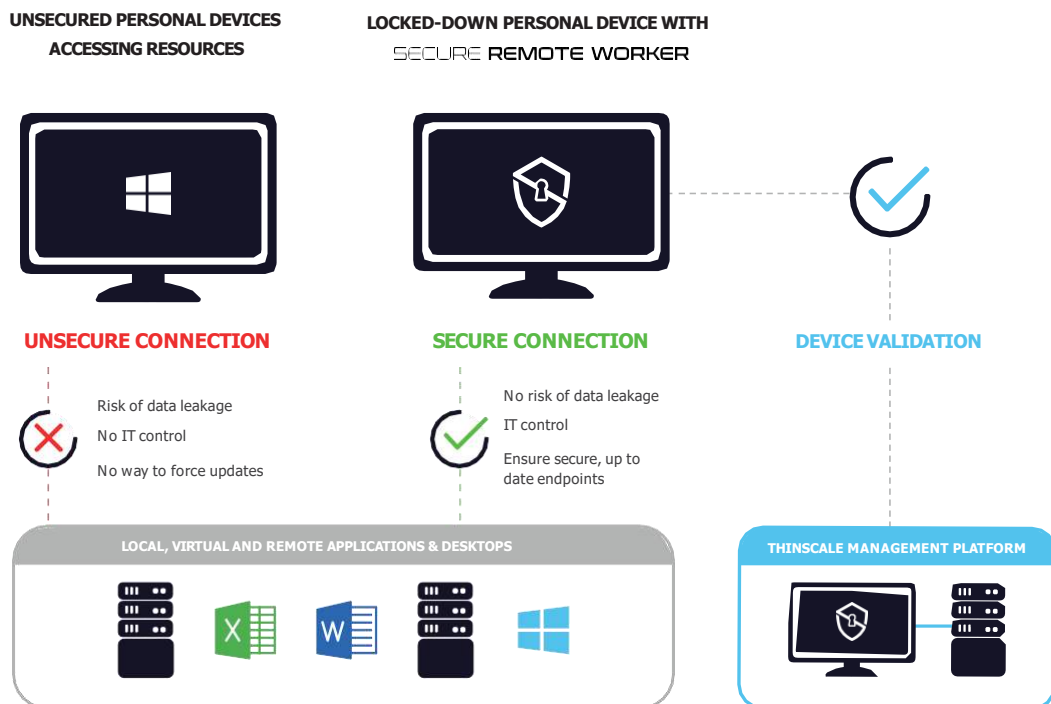 UNSECURED PERSONAL DEVICES
ACCESSING RESOURCES
LOCKED-DOWN PERSONAL DEVICE WITH
SECURE REMOTE WORKER
UNSECURE CONNECTION
Risk of data leakage
No IT control
No way to force updates
SECURE CONNECTION
No risk of data leakage
IT control
Ensure secure, up to
date endpoints
DEVICE VALIDATION
LOCAL, VIRTUAL AND REMOTE APPLICATIONS & DESKTOPS
X
W
THINSCALE MANAGEMENT PLATFORM